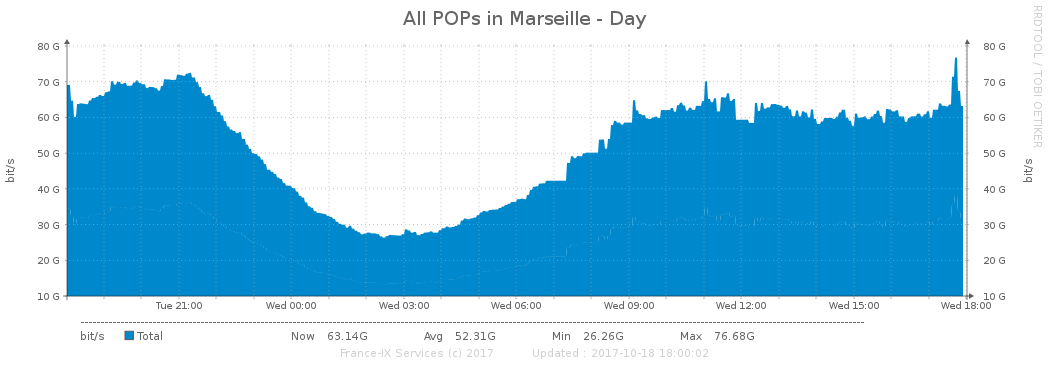 All POPs in Marseille - Day
RRDTOOL / TOBI OETIKER
bit/s
80 G 80 G
70 G 70 G
60 G 60 G
50 G 50 G
40 G 40 G
30 G 30 G
20 G 20 G
10 G 10 G
bit/s
Tue 21:00 Wed 00:00 Wed 03:00 Wed 06:00 Wed 09:00 Wed 12:00 Wed 15:00 Wed 18:00
bit/s Total Now 63.14G Avg 52.31G Min 26.26G Max 76.68G
France-IX Services (c) 2017 Updated : 2017-10-18 18:00:02